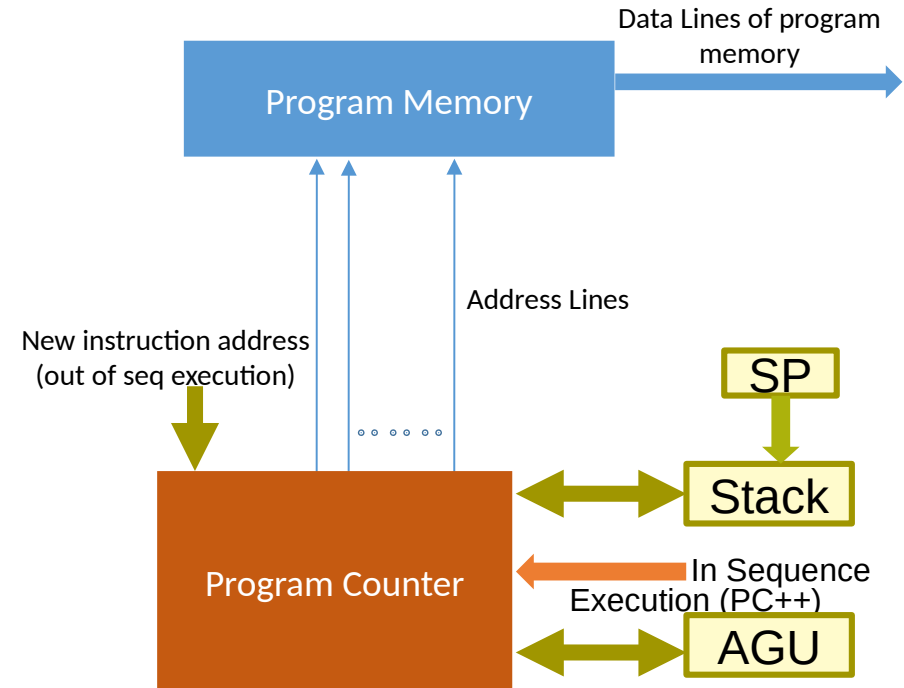 Data Lines of program
memory
Program Memory
Address Lines
New instruction address
(out of seq execution)
SP
Stack
Program Counter
In Sequence
Execution (PC++)
AGU